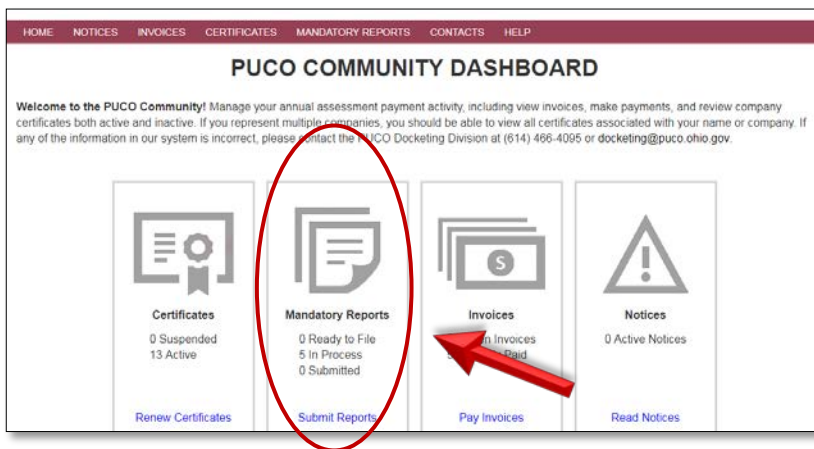 HOME NOTICES INVOICES CERTIFICATES MANDATORY REPORTS CONTACTS HELP
PUCO COMMUNITY DASHBOARD
Welcome to the PUCO Community! Manage your annual assessment payment activity, including view invoices, make payments, and review company
certificates both active and inactive. If you represent multiple companies, you should be able to view all certificates associated with your name or company. If
any of the information in our system is incorrect, please contact the PUCO Docketing Division at (614) 466-4095 or docketing@puco.ohio.gov.
Certificates
0 Suspended
13 Active
Renew Certificates
Mandatory Reports
0 Ready to File
5 In Process
0 Submitted
Submit Reports
S
Invoices
Invoices
Paid
Pay Invoices
Notices
0 Active Notices
Read Notices